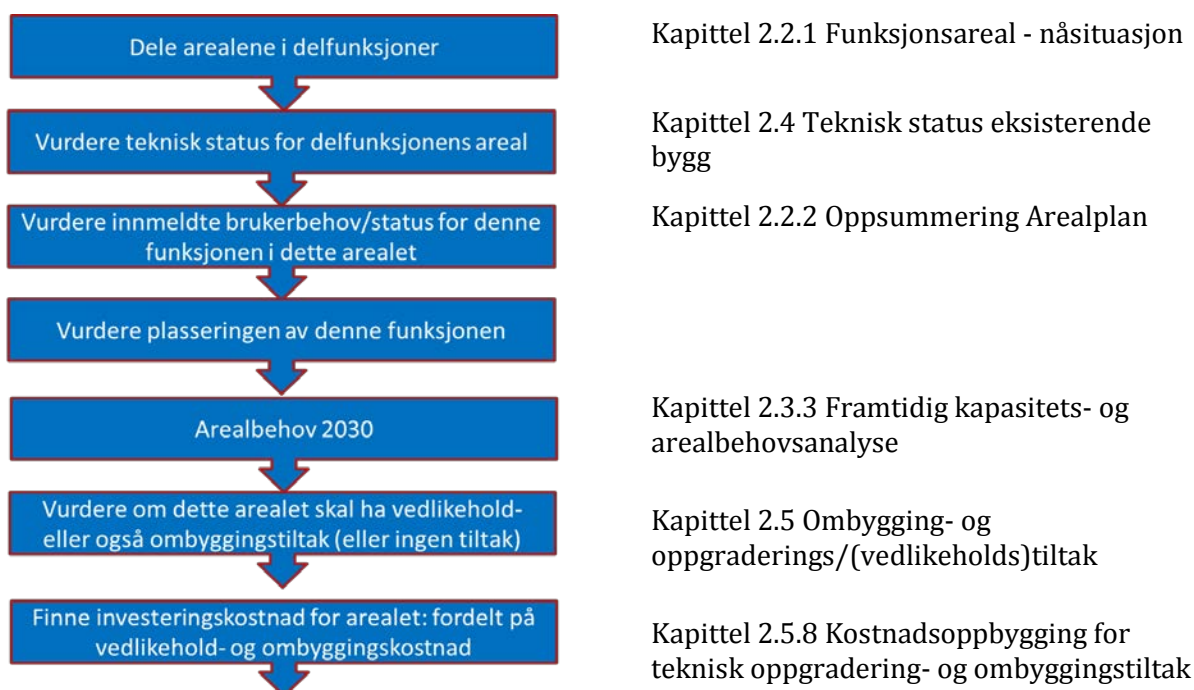 Dele arealene i delfunksjoner
Kapittel 2.2.1 Funksjonsareal - nåsituasjon
Vurdere teknisk status for delfunksjonens areal
Kapittel 2.4 Teknisk status eksisterende
bygg
Vurdere innmeldte brukerbehov/status for denne
funksjonen i dette arealet
Kapittel 2.2.2 Oppsummering Arealplan
Vurdere plasseringen av denne funksjonen
Arealbehov 2030
Kapittel 2.3.3 Framtidig kapasitets- og
arealbehovsanalyse
Vurdere om dette arealet skal ha vedlikehold-
eller også ombyggingstiltak (eller ingen tiltak)
Kapittel 2.5 Ombygging- og
oppgraderings/(vedlikeholds)tiltak
Finne investeringskostnad for arealet: fordelt på
vedlikehold- og ombyggingskostnad
Kapittel 2.5.8 Kostnadsoppbygging for
teknisk oppgradering- og ombyggingstiltak